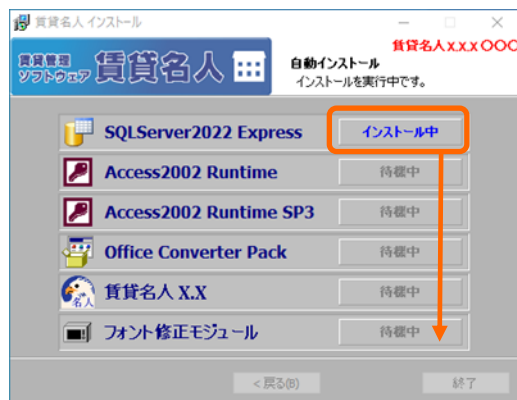 賃貸名人 インストール
賃貸名人 x.x.x OOO
賃貸管理
ソフトウェア 賃貸名人
自動インストール
インストールを実行中です。
SQLServer2022 Express インストール中
Access2002 Runtime 待機中
Access2002 Runtime SP3 待機中
Office Converter Pack 待機中
名人
賃貸名人 X.X 待機中
フォント修正モジュール 待機中
<戻る(B) 終了